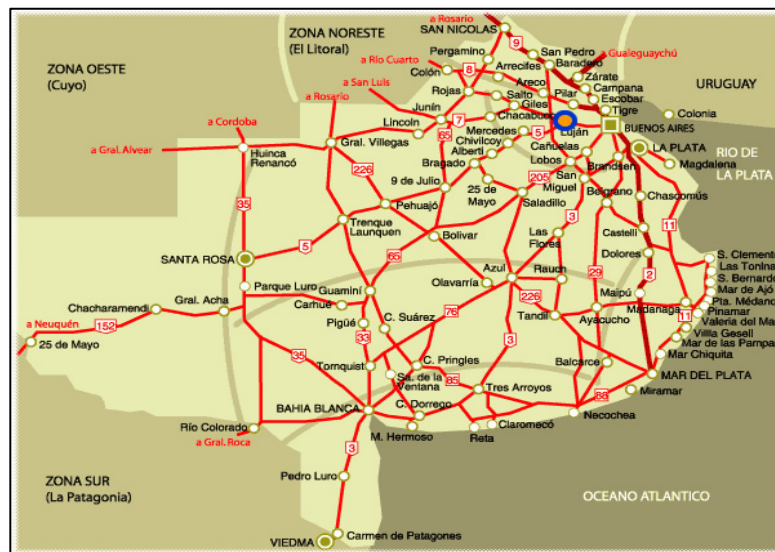 a Rosario
SAN NICOLAS
ZONA NORESTE
(El Litoral)
9
San Pedro
Baradero
a Gualeguaychú
Pergamino
a Río Cuarto
8
Arrecifes
Zárate
ZONA OESTE
(Cuyo)
Colón
Areco
Pilar
Campana
URUGUAY
a San Luis
Rojas
Salto
Escobar
a Rosario
Junín
Giles
Tigre
Colonia
7
Chacabuco
Luján
BUENOS AIRES
a Cordoba
Lincoln
65
Mercedes
5
Chivilcoy
Cañuelas
LA PLATA
RIO DE
LA PLATA
a Gral. Alvear
Huinca
Renancó
Gral. Villegas
Alberti
Lobos
Brandsen
Magdalena
226
Bragado
205
San
Miguel
35
9 de Julio
25 de
Mayo
Belgrano
Chascomús
Pehuajó
Saladillo
3
11
Trenque
Launquen
5
Bolivar
Las
Flores
Castelli
65
Dolores
SANTA ROSA
Azul
Rauch
29
2
S. Clemente
Las Toninas
S. Bernardo
Parque Luro
Guaminí
Olavarría
Maipú
Mar de Ajó
Chacharamendi
Gral. Acha
Carhué
76
226
Tandil
Madariaga
Pta. Médanos
Pinamar
a Neuquén
152
Pigüé
C. Suárez
Ayacucho
11
Valeria del Mar
Villla Gesell
25 de Mayo
33
3
Mar de las Pampas
35
Tornquist
C. Pringles
Balcarce
Mar Chiquita
Sa. de la
Ventana
85
MAR DEL PLATA
Tres Arroyos
88
Miramar
BAHIA BLANCA
C. Dorrego
Necochea
Río Colorado
M. Hermoso
Reta
Claromecó
a Gral. Roca
3
ZONA SUR
(La Patagonia)
Pedro Luro
OCEANO ATLANTICO
VIEDMA
Carmen de Patagones